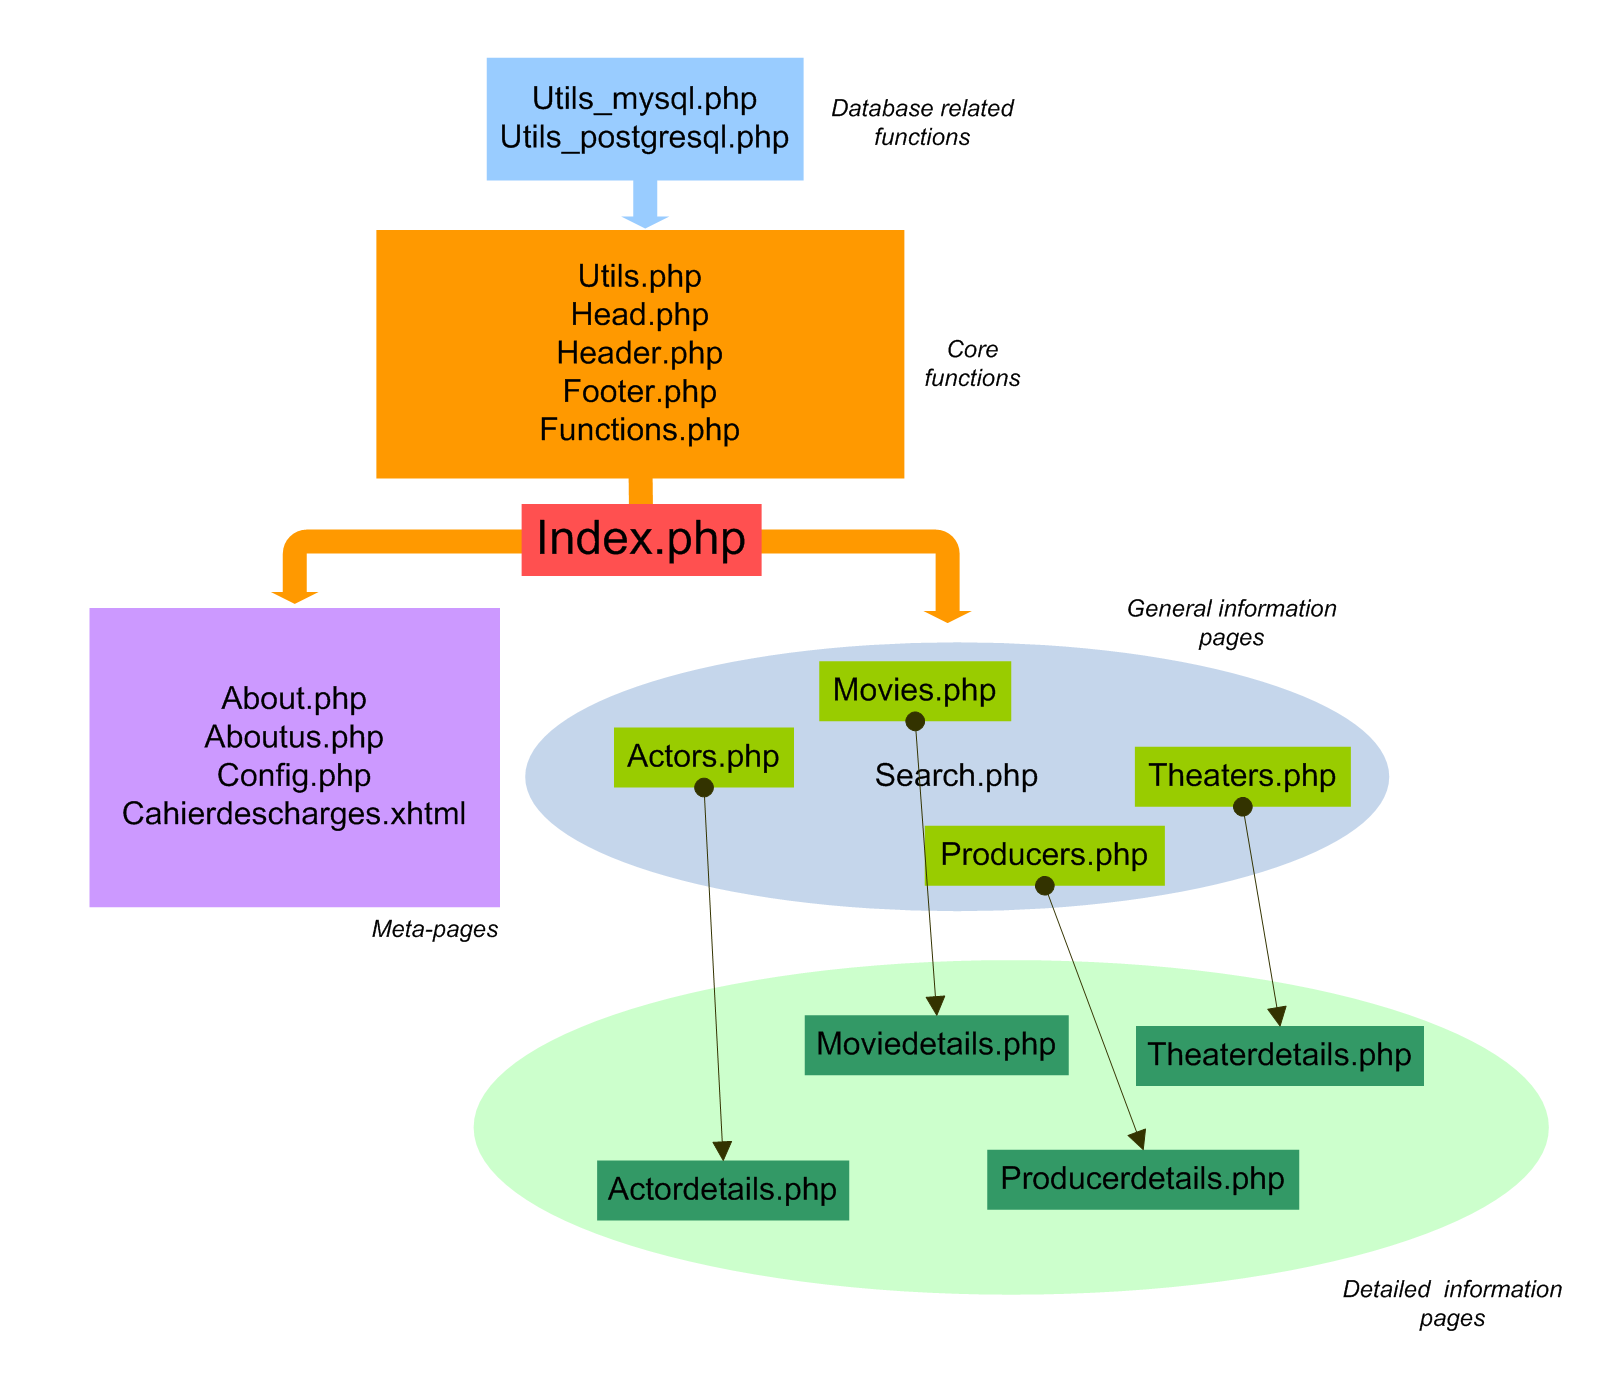 Utils_mysql.php
Utils_postgresql.php
Database related
functions
Utils.php
Head.php
Header.php
Footer.php
Functions.php
Core
functions
Index.php
General information
pages
About.php
Aboutus.php
Config.php
Cahierdescharges.xhtml
Meta-pages
Movies.php
Actors.php
Search.php
Theaters.php
Producers.php
Moviedetails.php
Theaterdetails.php
Actordetails.php
Producerdetails.php
Detailed  information
pages